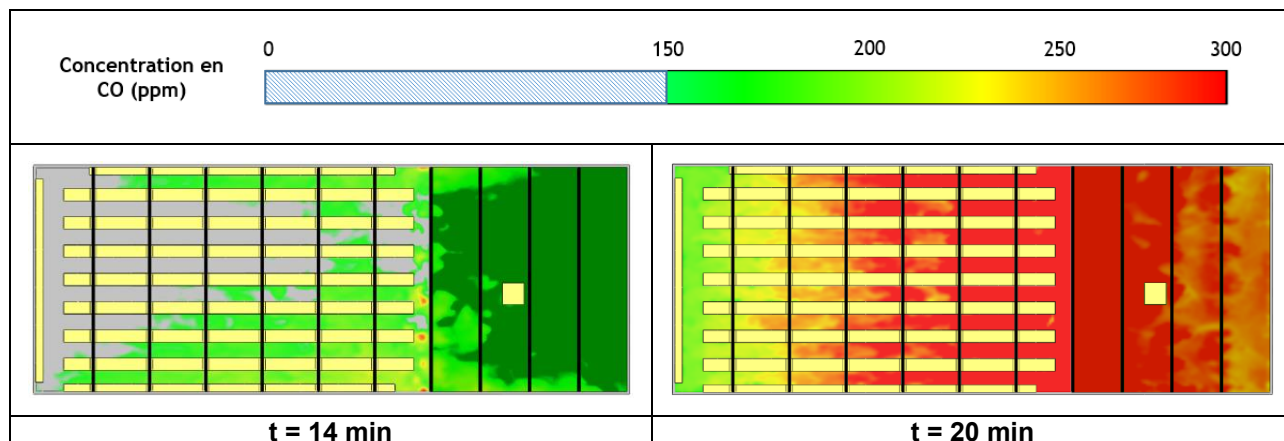 0 150 200 250 300
Concentration en
CO (ppm)
t = 14 min t = 20 min